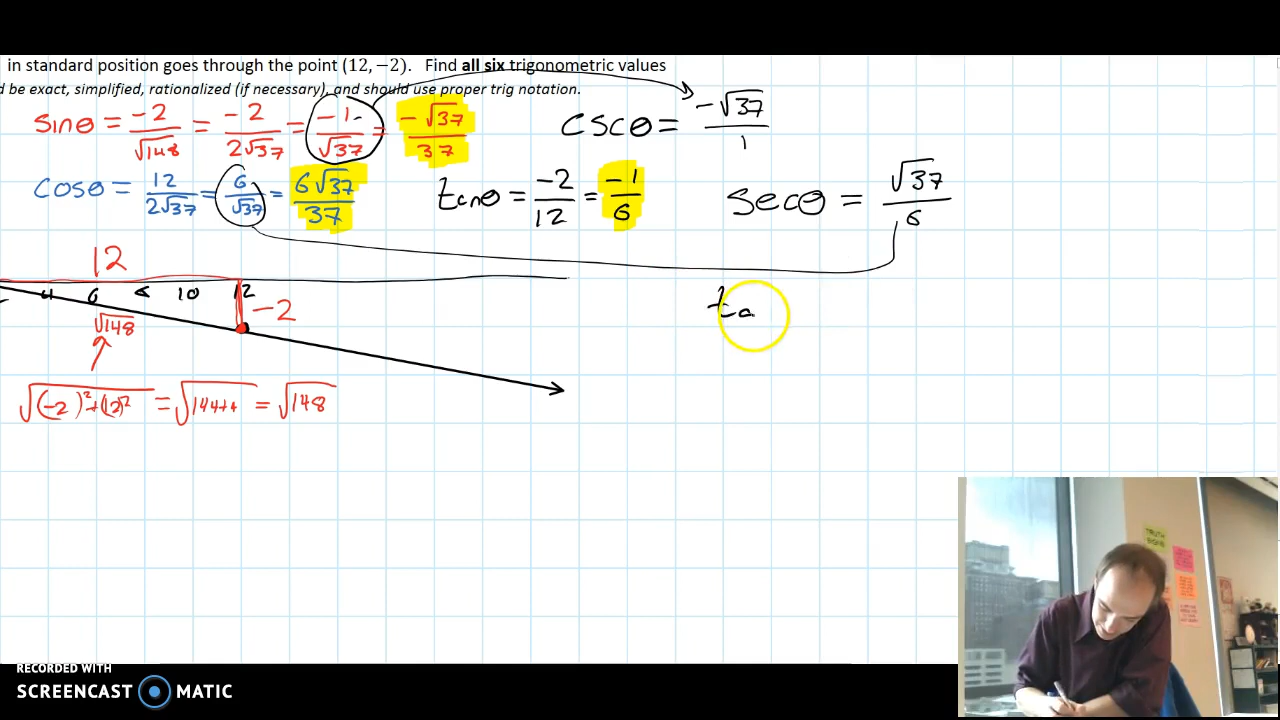 in standard position goes through the point (12, −2). Find all six trigonometric values
d be exact, simplified, rationalized (if necessary), and should use proper trig notation.
sinθ = -2/√148 = -2/2√37 = -1/√37 = -√37/37
cscθ = -√37/1
cosθ = 12/2√37 = 6/√37 = 6√37/37
tanθ = -2/12 = -1/6
secθ = √37/6
12
4 6 8 10 12
-2
√148
ta
√(-2)²+(12)² = √144+4 = √148
TRUTH
RECORDED WITH
SCREENCAST MATIC